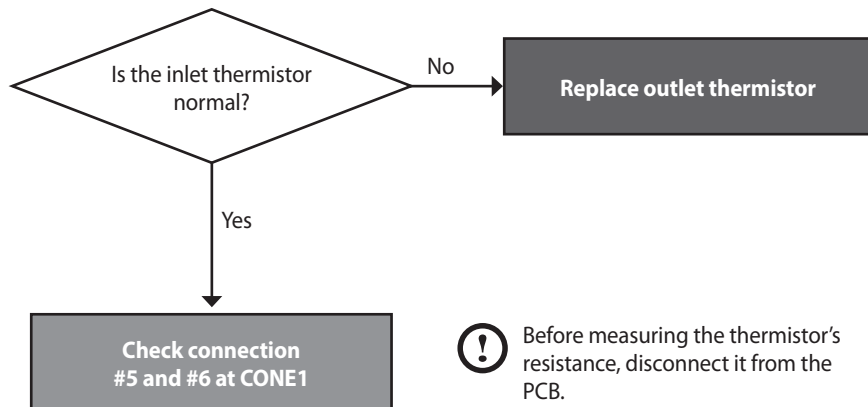 Is the inlet thermistor
normal?
No
Replace outlet thermistor
Yes
Check connection
#5 and #6 at CONE1
!
Before measuring the thermistor's
resistance, disconnect it from the
PCB.